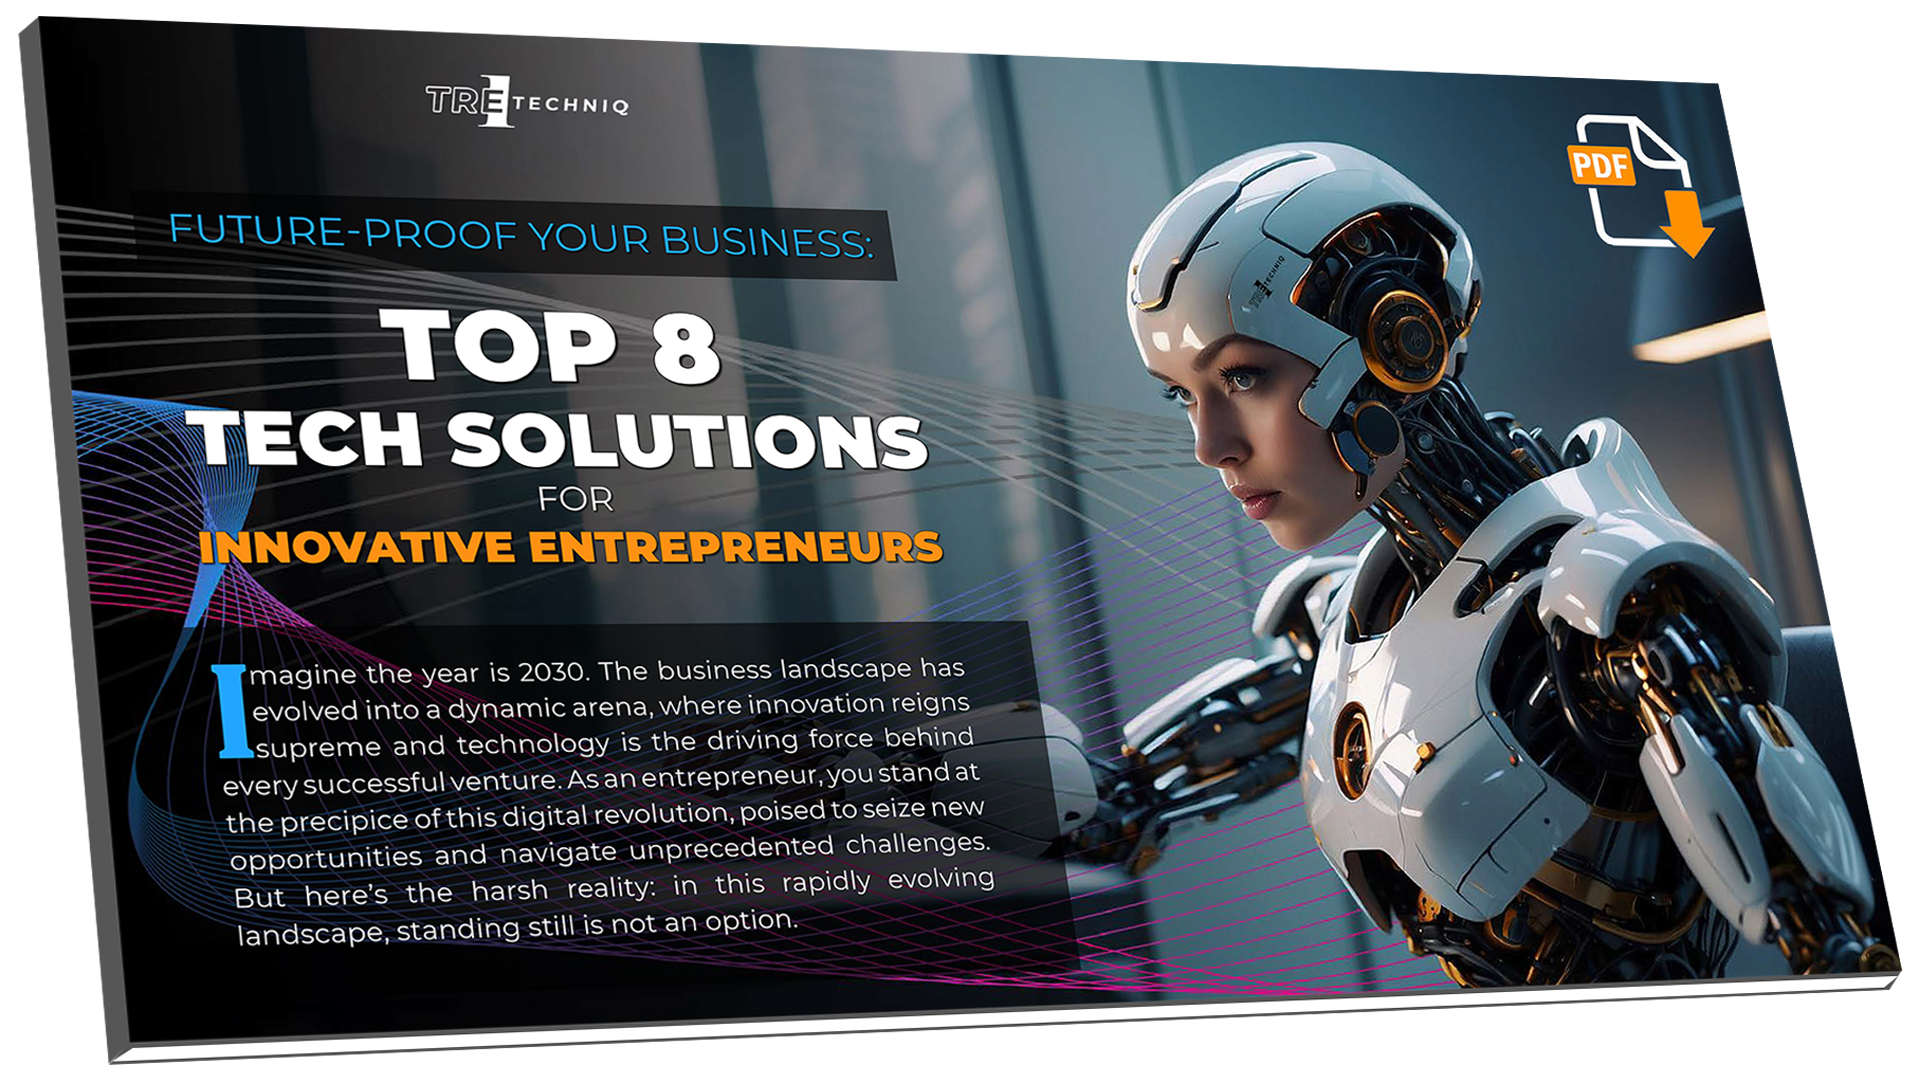 TRE TECHNIQ
PDF
FUTURE-PROOF YOUR BUSINESS:
TOP 8
TECH SOLUTIONS
FOR
INNOVATIVE ENTREPRENEURS
Imagine the year is 2030. The business landscape has
evolved into a dynamic arena, where innovation reigns
supreme and technology is the driving force behind
every successful venture. As an entrepreneur, you stand at
the precipice of this digital revolution, poised to seize new
opportunities and navigate unprecedented challenges.
But here's the harsh reality: in this rapidly evolving
landscape, standing still is not an option.
TRE TECHNIQ